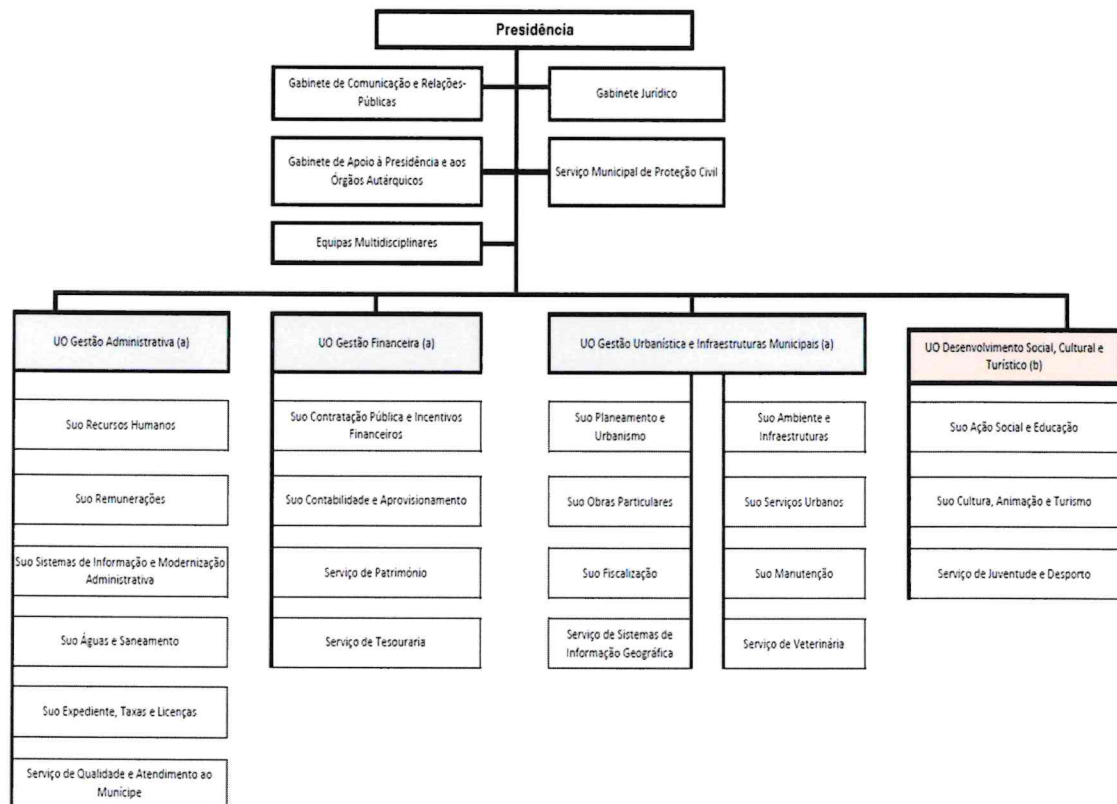 Presidência
Gabinete de Comunicação e Relações-
Públicas
Gabinete Jurídico
Gabinete de Apoio à Presidência e aos
Órgãos Autárquicos
Serviço Municipal de Proteção Civil
Equipas Multidisciplinares
UO Gestão Administrativa (a)
Suo Recursos Humanos
Suo Remunerações
Suo Sistemas de Informação e Modernização
Administrativa
Suo Águas e Saneamento
Suo Expediente, Taxas e Licenças
Serviço de Qualidade e Atendimento ao
Munícipe
UO Gestão Financeira (a)
Suo Contratação Pública e Incentivos
Financeiros
Suo Contabilidade e Aprovisionamento
Serviço de Património
Serviço de Tesouraria
UO Gestão Urbanística e Infraestruturas Municipais (a)
Suo Planeamento e
Urbanismo
Suo Obras Particulares
Suo Fiscalização
Serviço de Sistemas de
Informação Geográfica
Suo Ambiente e
Infraestruturas
Suo Serviços Urbanos
Suo Manutenção
Serviço de Veterinária
UO Desenvolvimento Social, Cultural e
Turístico (b)
Suo Ação Social e Educação
Suo Cultura, Animação e Turismo
Serviço de Juventude e Desporto